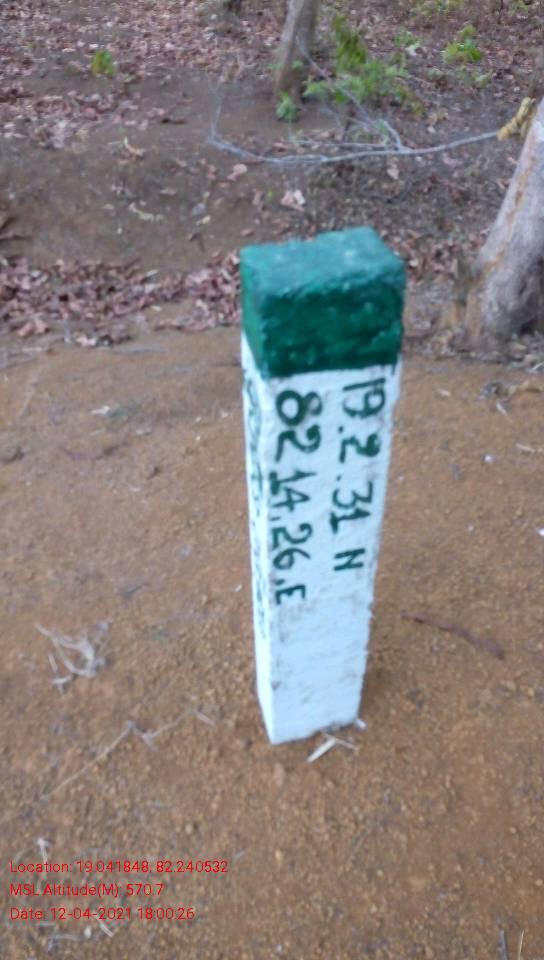 19.2.31 N
82.14.26.E
Location: 19.041848, 82.240532
MSL Altitude(M): 570.7
Date: 12-04-2021 18:00:26